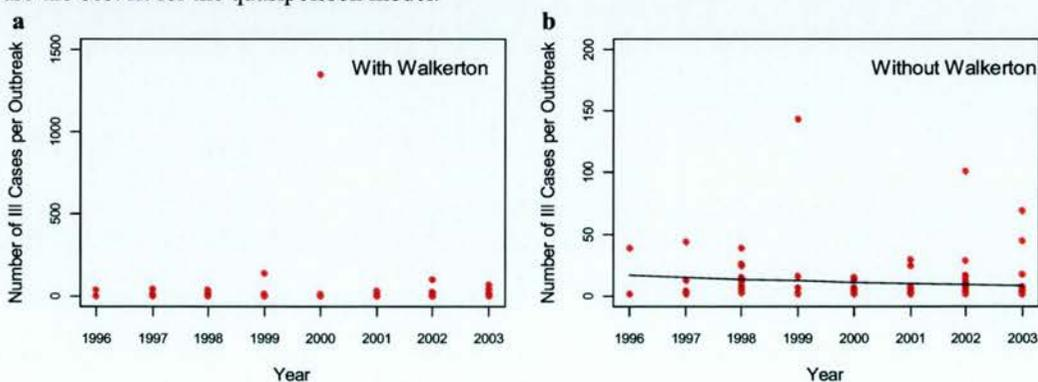 a
b
With Walkerton
Number of Ill Cases per Outbreak
1500
1000
500
0
1996 1997 1998 1999 2000 2001 2002 2003
Year
Without Walkerton
Number of Ill Cases per Outbreak
200
150
100
50
0
1996 1997 1998 1999 2000 2001 2002 2003
Year